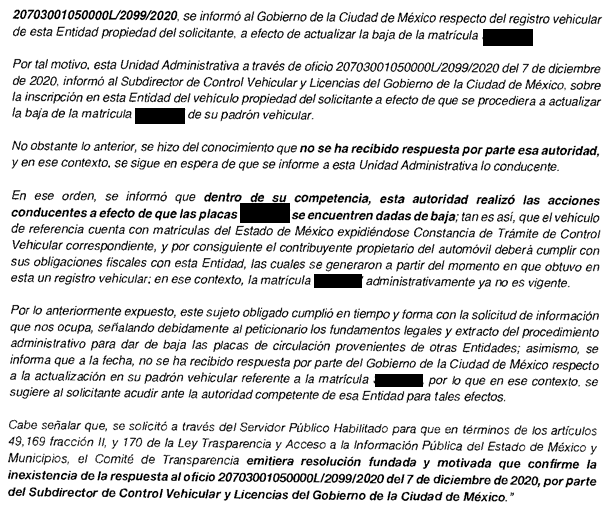 20703001050000L/2099/2020, se informó al Gobierno de la Ciudad de México respecto del registro vehicular
de esta Entidad propiedad del solicitante, a efecto de actualizar la baja de la matrícula
Por tal motivo, esta Unidad Administrativa a través de oficio 20703001050000L/2099/2020 del 7 de diciembre
de 2020, informó al Subdirector de Control Vehicular y Licencias del Gobierno de la Ciudad de México, sobre
la inscripción en esta Entidad del vehículo propiedad del solicitante a efecto de que se procediera a actualizar
la baja de la matrícula de su padrón vehicular.
No obstante lo anterior, se hizo del conocimiento que no se ha recibido respuesta por parte esa autoridad,
y en ese contexto, se sigue en espera de que se informe a esta Unidad Administrativa lo conducente.
En ese orden, se informó que dentro de su competencia, esta autoridad realizó las acciones
conducentes a efecto de que las placas se encuentren dadas de baja; tan es así, que el vehículo
de referencia cuenta con matrículas del Estado de México expidiéndose Constancia de Trámite de Control
Vehicular correspondiente, y por consiguiente el contribuyente propietario del automóvil deberá cumplir con
sus obligaciones fiscales con esta Entidad, las cuales se generaron a partir del momento en que obtuvo en
esta un registro vehicular; en ese contexto, la matrícula administrativamente ya no es vigente.
Por lo anteriormente expuesto, este sujeto obligado cumplió en tiempo y forma con la solicitud de información
que nos ocupa, señalando debidamente al peticionario los fundamentos legales y extracto del procedimiento
administrativo para dar de baja las placas de circulación provenientes de otras Entidades; asimismo, se
informa que a la fecha, no se ha recibido respuesta por parte del Gobierno de la Ciudad de México respecto
a la actualización en su padrón vehicular referente a la matrícula por lo que en ese contexto, se
sugiere al solicitante acudir ante la autoridad competente de esa Entidad para tales efectos.
Cabe señalar que, se solicitó a través del Servidor Público Habilitado para que en términos de los artículos
49,169 fracción II, y 170 de la Ley Trasparencia y Acceso a la Información Pública del Estado de México y
Municipios, el Comité de Transparencia emitiera resolución fundada y motivada que confirme la
inexistencia de la respuesta al oficio 20703001050000L/2099/2020 del 7 de diciembre de 2020, por parte
del Subdirector de Control Vehicular y Licencias del Gobierno de la Ciudad de México."